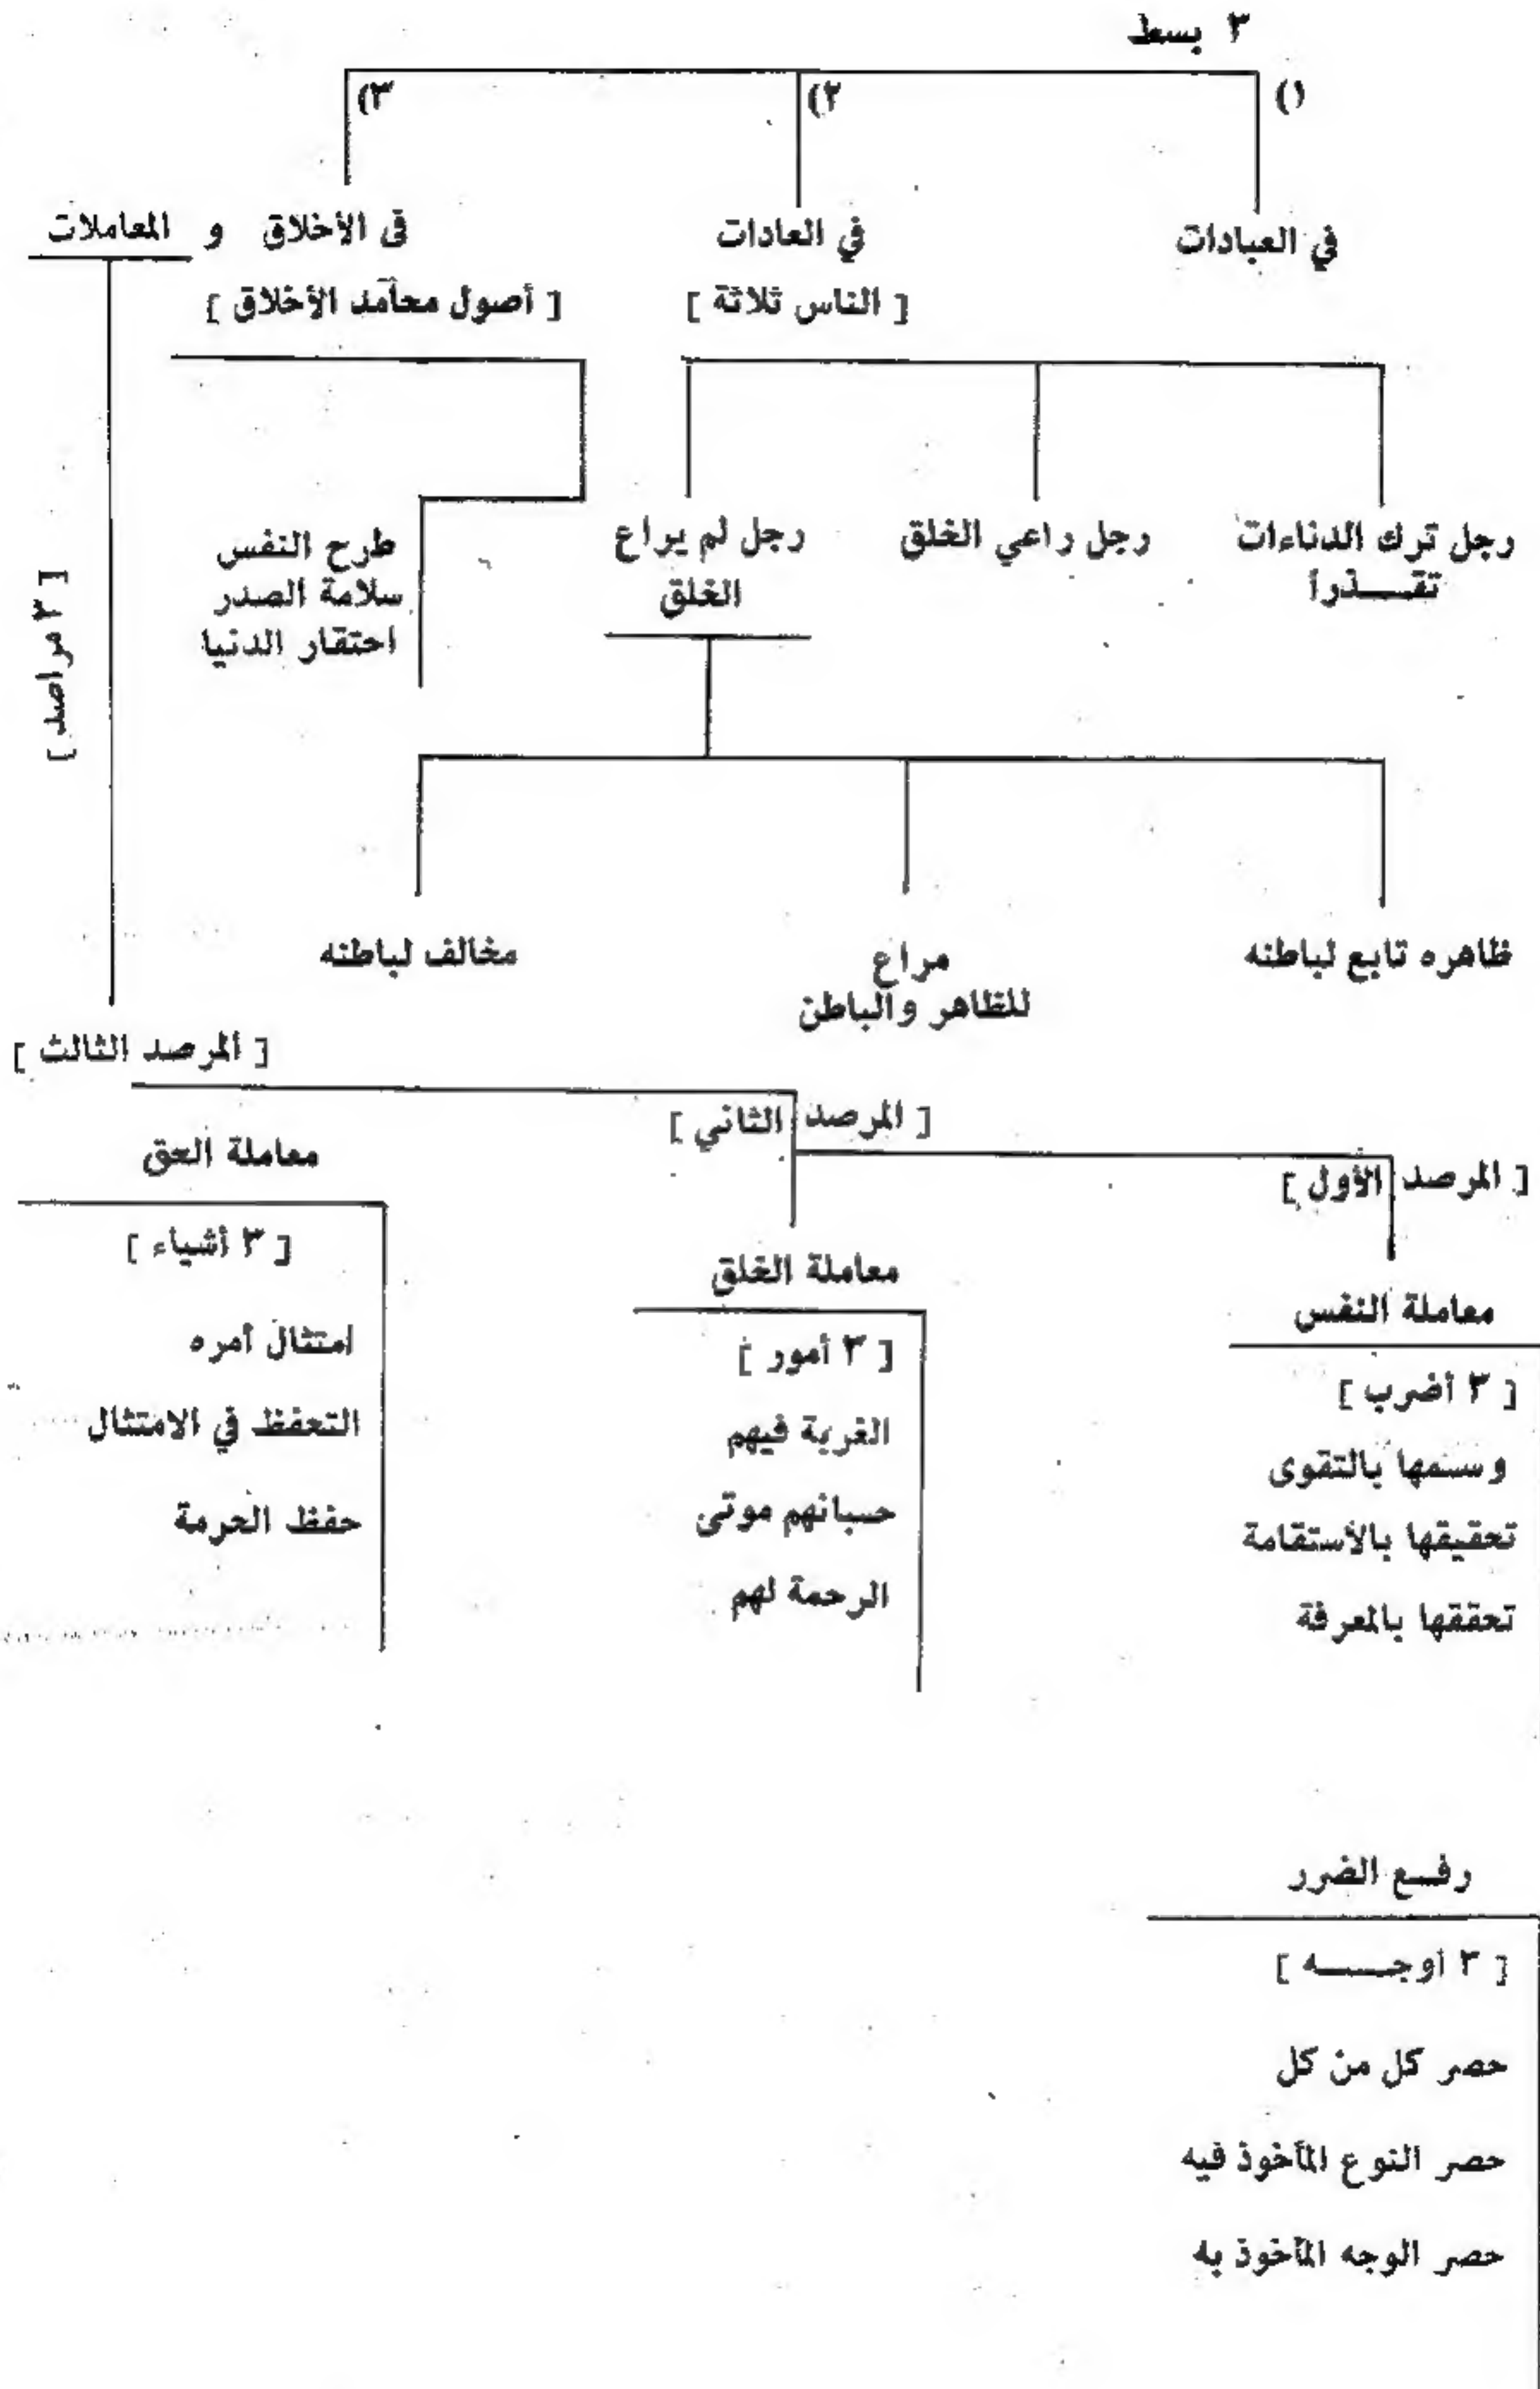 ٣ بسط
١)
٢)
٣)
في العبادات
في العادات
في الأخلاق و المعاملات
[ الناس ثلاثة ]
[ أصول محامد الأخلاق ]
رجل ترك الدناءات
تقـــذرا
رجل راعي الخلق
رجل لم يراع
الخلق
طرح النفس
سلامة الصدر
احتقار الدنيا
[ ٣ مراصد ]
ظاهره تابع لباطنه
مراع
للظاهر والباطن
مخالف لباطنه
[ المرصد الأول ]
معاملة النفس
[ ٣ أضرب ]
وسمها بالتقوى
تحقيقها بالأستقامة
تحققها بالمعرفة
[ المرصد الثاني ]
معاملة الخلق
[ ٣ أمور ]
الغربة فيهم
حسبانهم موتى
الرحمة لهم
[ المرصد الثالث ]
معاملة الحق
[ ٣ أشياء ]
امتثال أمره
التحفظ في الامتثال
حفظ الحرمة
رفـع الضرر
[ ٣ أوجـــه ]
حصر كل من كل
حصر النوع المأخوذ فيه
حصر الوجه المأخوذ به